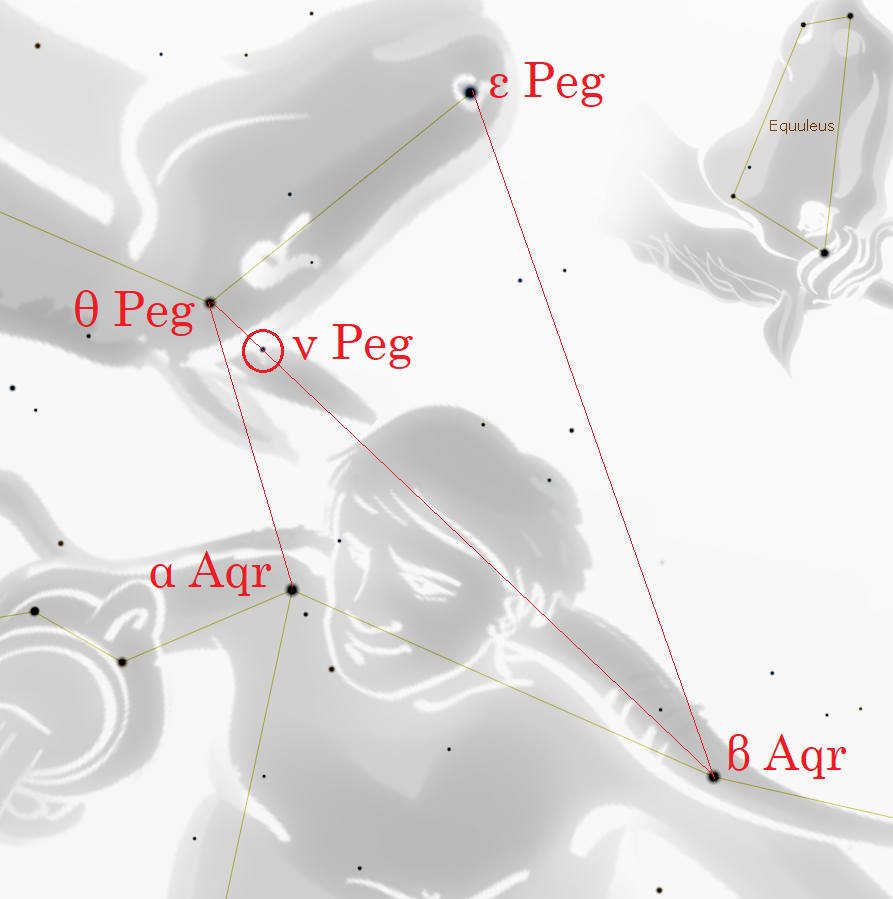 ε Peg
Equuleus
θ Peg
ν Peg
α Aqr
β Aqr